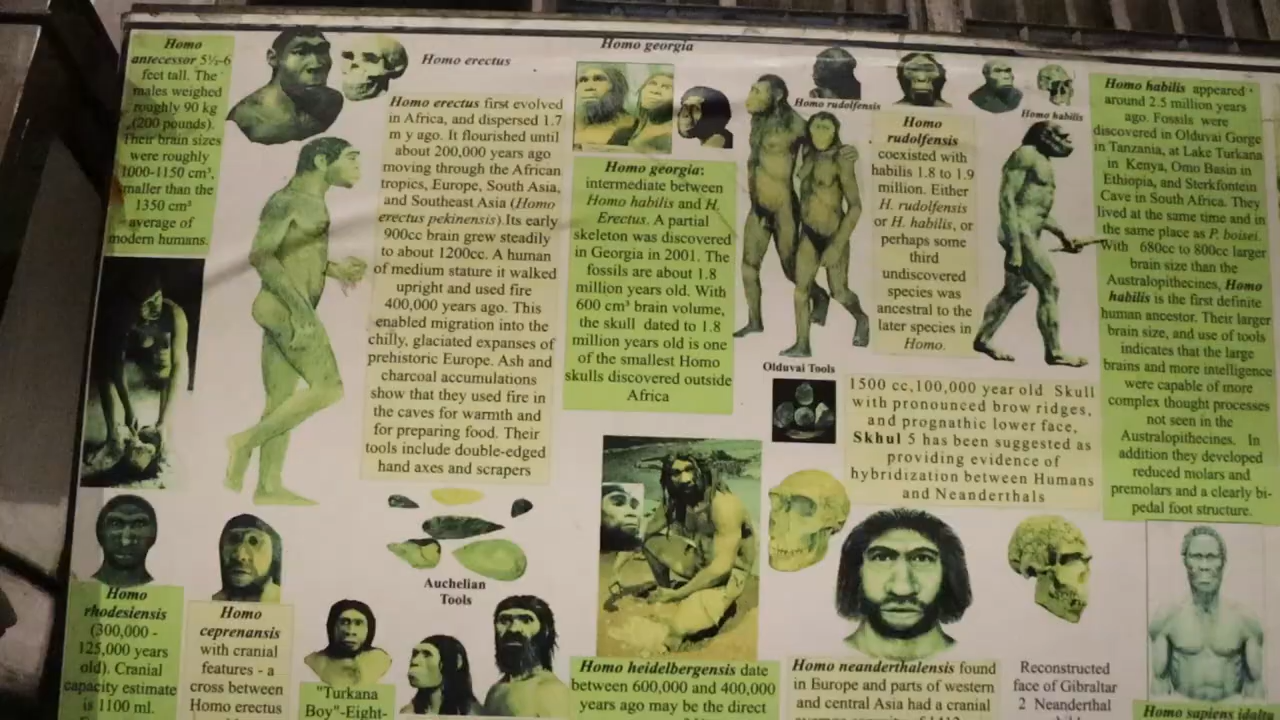 Homo
antecessor 5½-6
feet tall. The
males weighed
roughly 90 kg
(200 pounds).
Their brain sizes
were roughly
1000-1150 cm³,
smaller than the
1350 cm³
average of
modern humans.
Homo erectus
Homo erectus first evolved
in Africa, and dispersed 1.7
m y ago. It flourished until
about 200,000 years ago
moving through the African
tropics, Europe, South Asia,
and Southeast Asia (Homo
erectus pekinensis).Its early
900cc brain grew steadily
to about 1200cc. A human
of medium stature it walked
upright and used fire
400,000 years ago. This
enabled migration into the
chilly, glaciated expanses of
prehistoric Europe. Ash and
charcoal accumulations
show that they used fire in
the caves for warmth and
for preparing food. Their
tools include double-edged
hand axes and scrapers
Homo georgia
Homo georgia:
intermediate between
Homo habilis and H.
Erectus. A partial
skeleton was discovered
in Georgia in 2001. The
fossils are about 1.8
million years old. With
600 cm³ brain volume,
the skull dated to 1.8
million years old is one
of the smallest Homo
skulls discovered outside
Africa
Homo rudolfensis
Homo
rudolfensis
coexisted with
habilis 1.8 to 1.9
million. Either
H. rudolfensis
or H. habilis, or
perhaps some
third
undiscovered
species was
ancestral to the
later species in
Homo.
Homo habilis
Homo habilis appeared
around 2.5 million years
ago. Fossils were
discovered in Olduvai Gorge
in Tanzania, at Lake Turkana
in Kenya, Omo Basin in
Ethiopia, and Sterkfontein
Cave in South Africa. They
lived at the same time and in
the same place as P. boisei.
With 680cc to 800cc larger
brain size than the
Australopithecines, Homo
habilis is the first definite
human ancestor. Their larger
brain size, and use of tools
indicates that the large
brains and more intelligence
were capable of more
complex thought processes
not seen in the
Australopithecines. In
addition they developed
reduced molars and
premolars and a clearly bi-
pedal foot structure.
Olduvai Tools
1500 cc,100,000 year old Skull
with pronounced brow ridges,
and prognathic lower face,
Skhul 5 has been suggested as
providing evidence of
hybridization between Humans
and Neanderthals
Auchelian
Tools
Homo
rhodesiensis
(300,000 -
125,000 years
old). Cranial
capacity estimate
is 1100 ml.
Homo
ceprenansis
with cranial
features - a
cross between
Homo erectus
"Turkana
Boy"-Eight-
Homo heidelbergensis date
between 600,000 and 400,000
years ago may be the direct
Homo neanderthalensis found
in Europe and parts of western
and central Asia had a cranial
Reconstructed
face of Gibraltar
2 Neanderthal
Homo sapiens idaltu